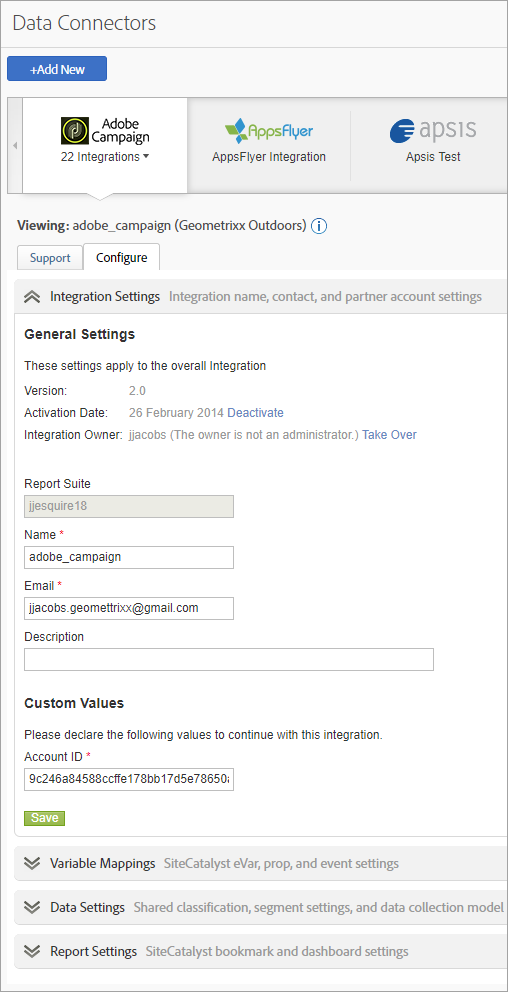 Data Connectors
+Add New
Adobe
Campaign
22 Integrations
AppsFlyer
AppsFlyer Integration
apsis
Apsis Test
Viewing: adobe_campaign (Geometrixx Outdoors)
Support
Configure
Integration Settings Integration name, contact, and partner account settings
General Settings
These settings apply to the overall Integration
Version: 2.0
Activation Date: 26 February 2014 Deactivate
Integration Owner: jjacobs (The owner is not an administrator.) Take Over
Report Suite
jjesquire18
Name *
adobe_campaign
Email *
jjacobs.geomettrixx@gmail.com
Description
Custom Values
Please declare the following values to continue with this integration.
Account ID *
9c246a84588ccffe178bb17d5e78650
Save
Variable Mappings SiteCatalyst eVar, prop, and event settings
Data Settings Shared classification, segment settings, and data collection model
Report Settings SiteCatalyst bookmark and dashboard settings